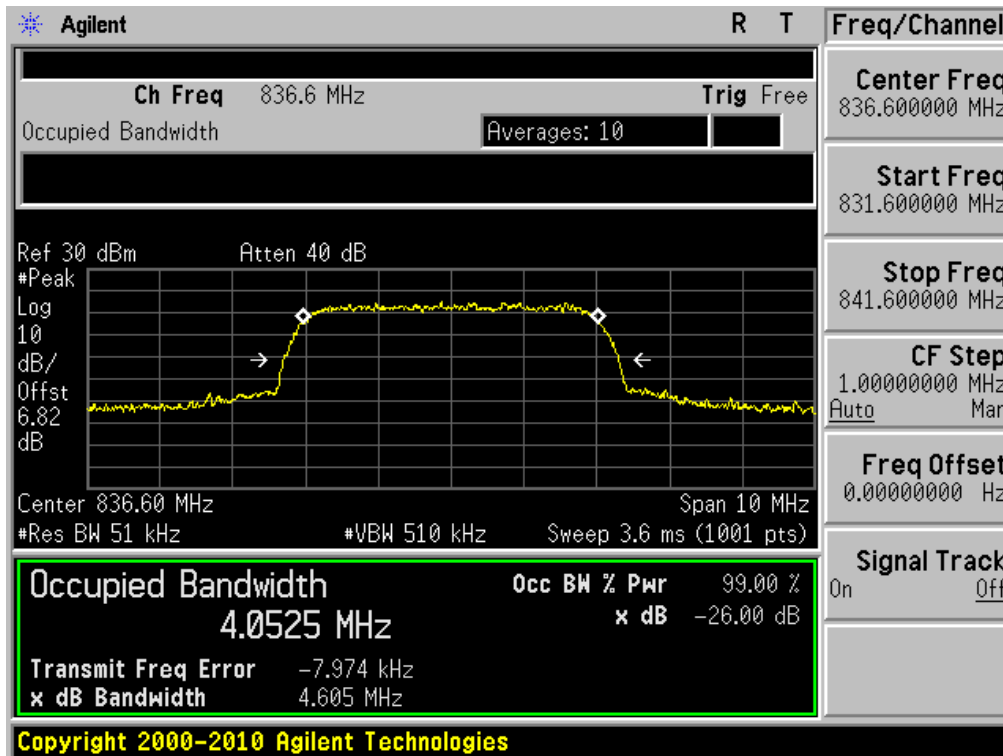 Agilent R T
Ch Freq 836.6 MHz Trig Free
Occupied Bandwidth Averages: 10
Ref 30 dBm Atten 40 dB
#Peak
Log
10
dB/
Offst
6.82
dB
Center 836.60 MHz Span 10 MHz
#Res BW 51 kHz #VBW 510 kHz Sweep 3.6 ms (1001 pts)
Occupied Bandwidth
4.0525 MHz
Occ BW % Pwr 99.00 %
x dB -26.00 dB
Transmit Freq Error -7.974 kHz
x dB Bandwidth 4.605 MHz
Copyright 2000-2010 Agilent Technologies
Freq/Channel
Center Freq
836.600000 MHz
Start Freq
831.600000 MHz
Stop Freq
841.600000 MHz
CF Step
1.00000000 MHz
Auto Man
Freq Offset
0.00000000 Hz
Signal Track
On Off